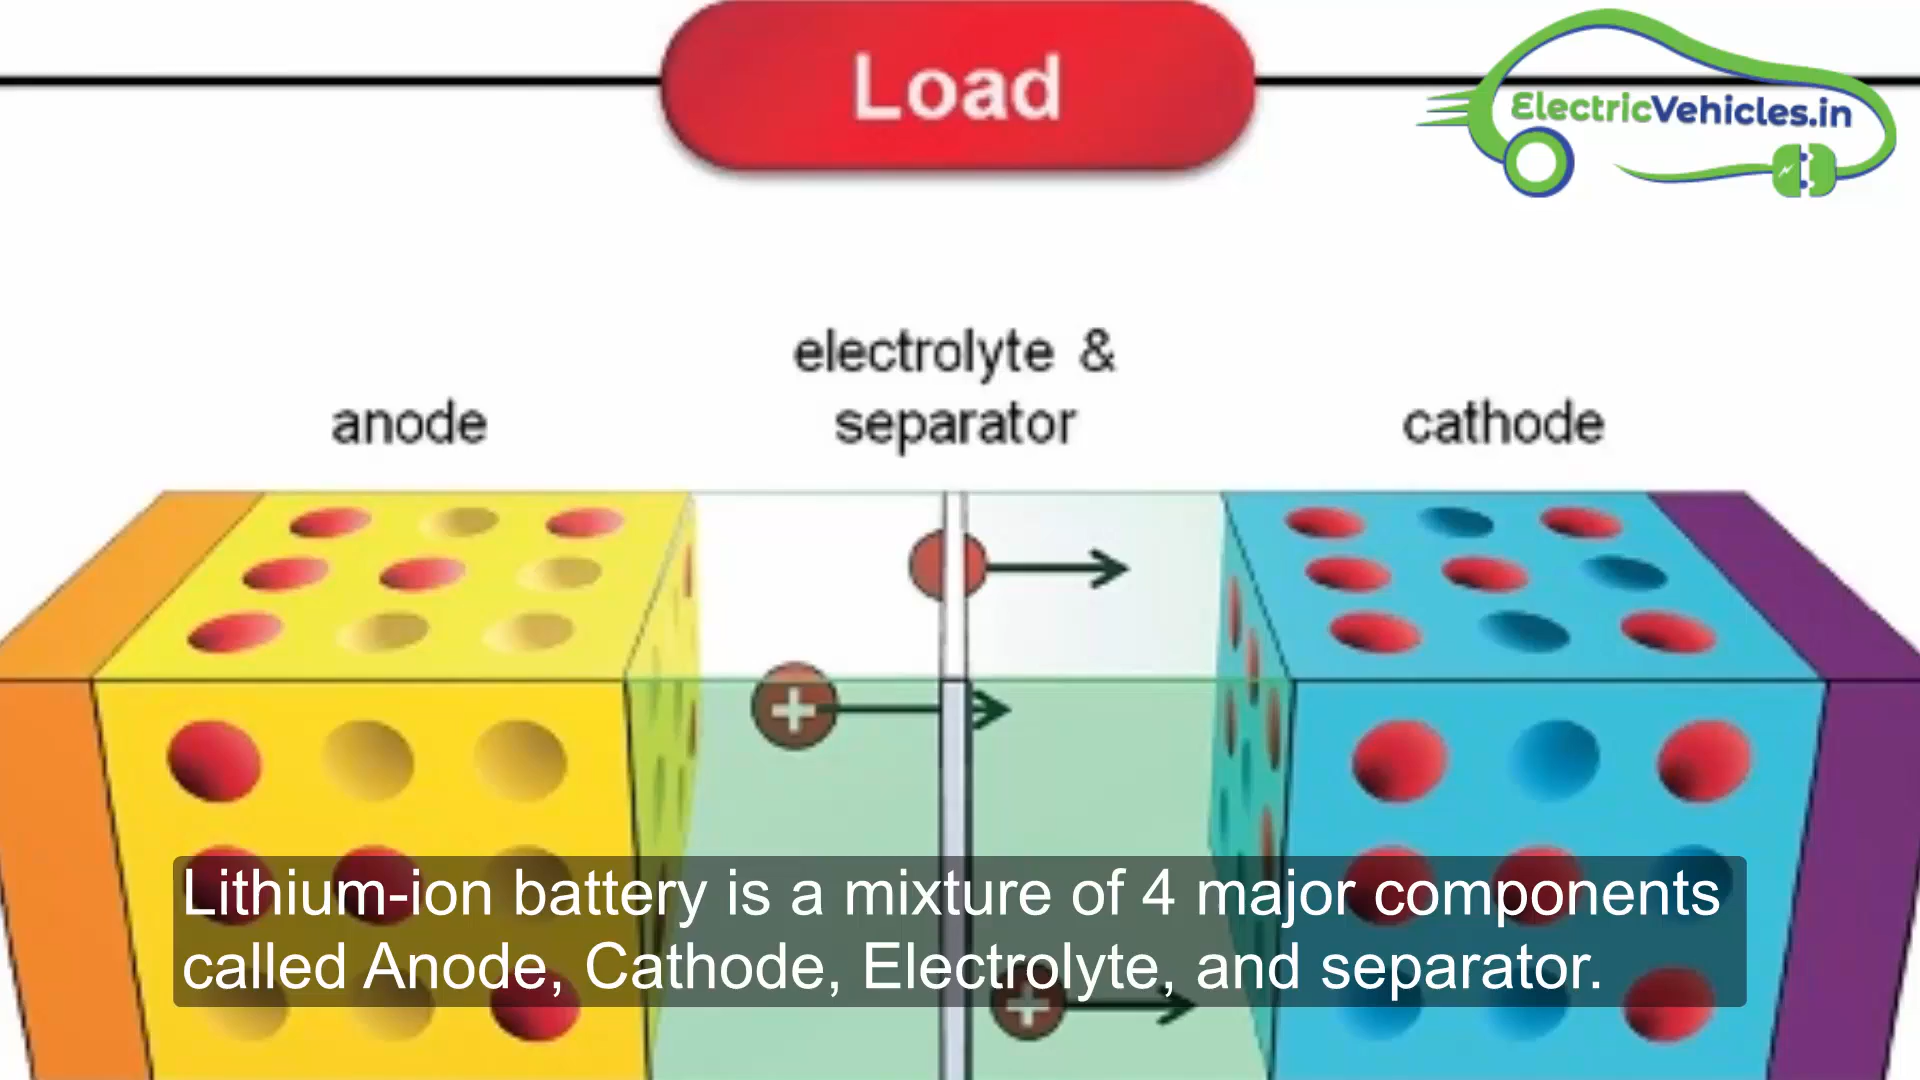 Load
ElectricVehicles.in
electrolyte &
separator
anode
cathode
Lithium-ion battery is a mixture of 4 major components
called Anode, Cathode, Electrolyte, and separator.